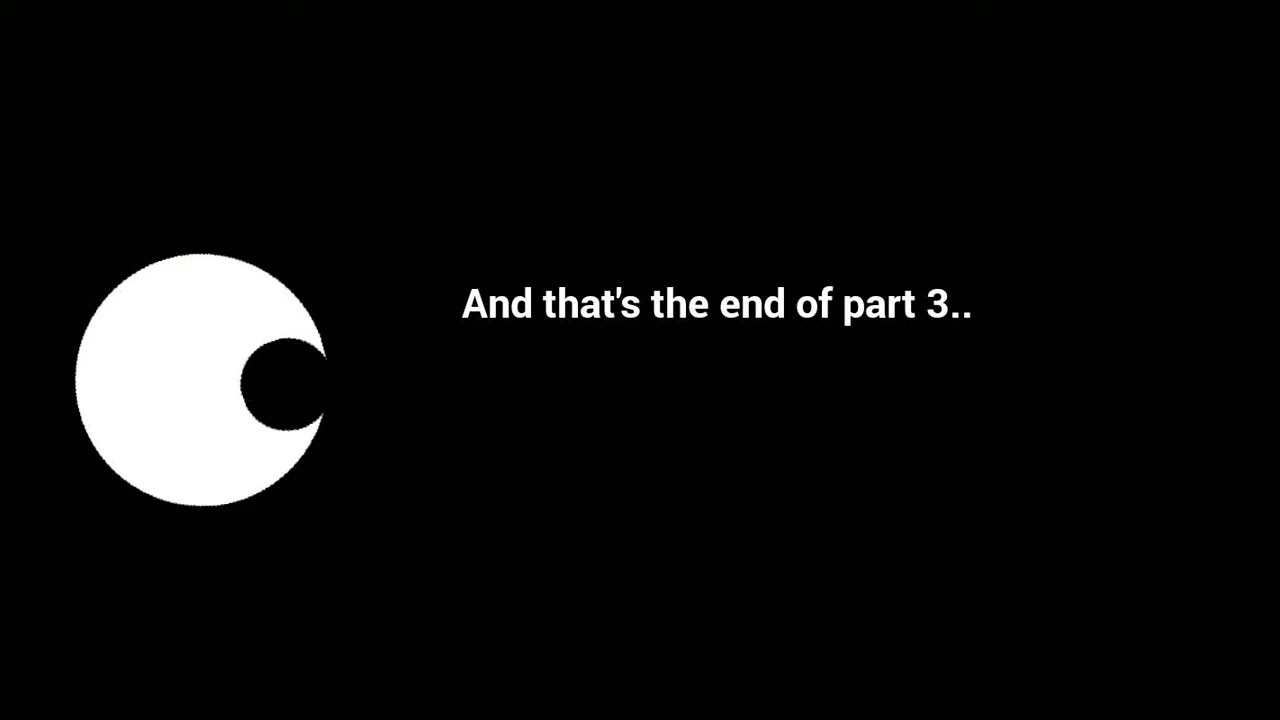 And that's the end of part 3..